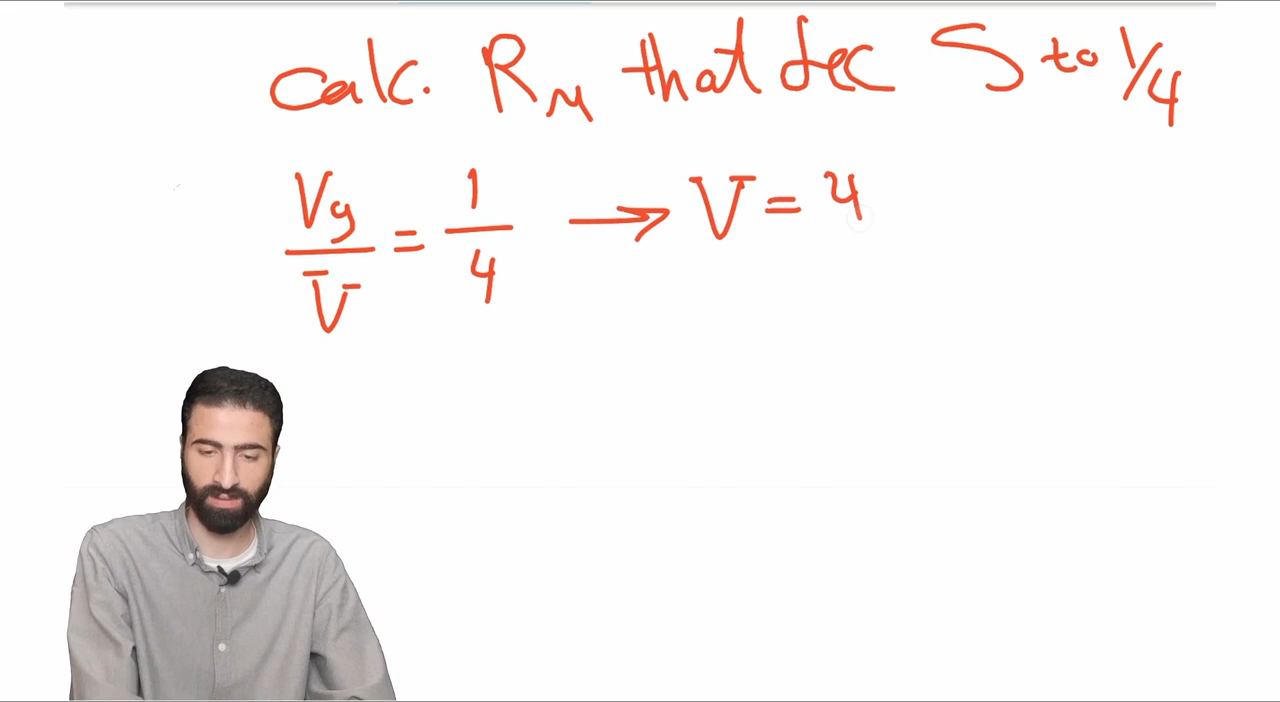 calc. RM that dec S to 1/4
Vg/V = 1/4 → V = 4